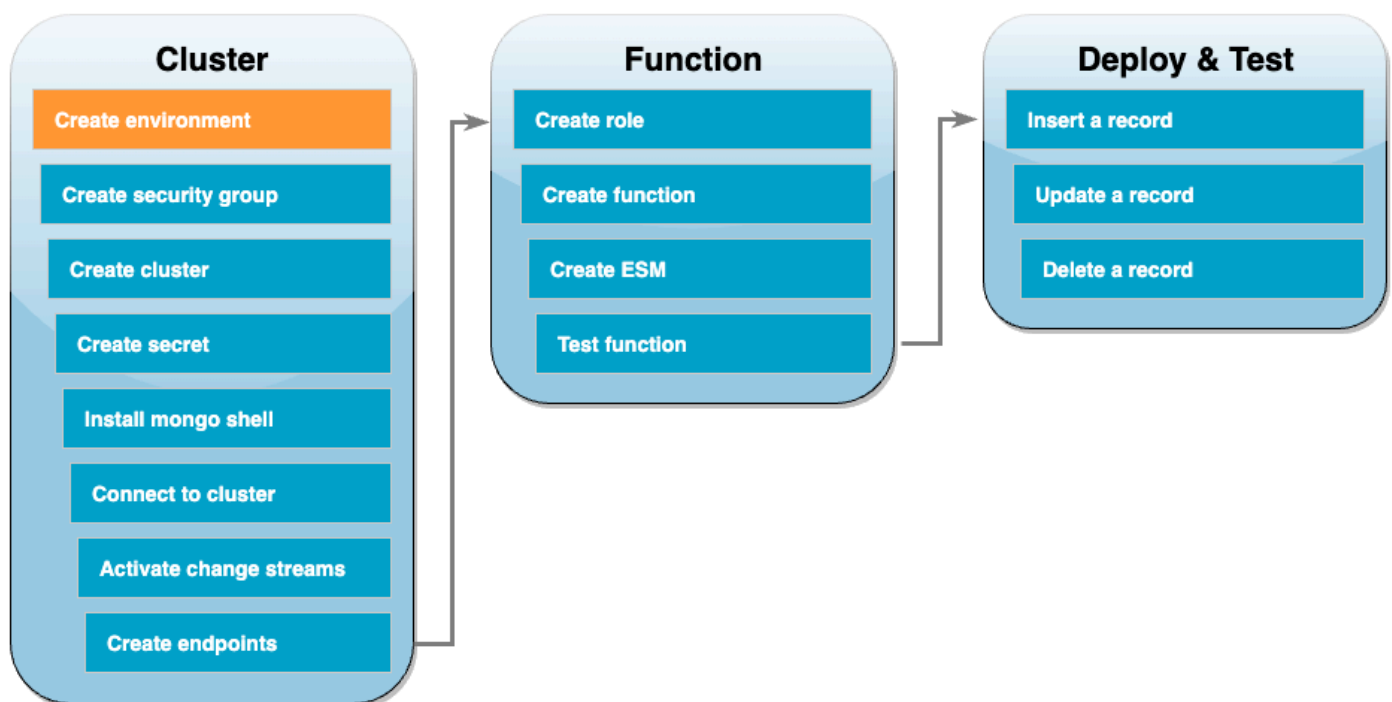 Cluster
Create environment
Create security group
Create cluster
Create secret
Install mongo shell
Connect to cluster
Activate change streams
Create endpoints
Function
Create role
Create function
Create ESM
Test function
Deploy & Test
Insert a record
Update a record
Delete a record